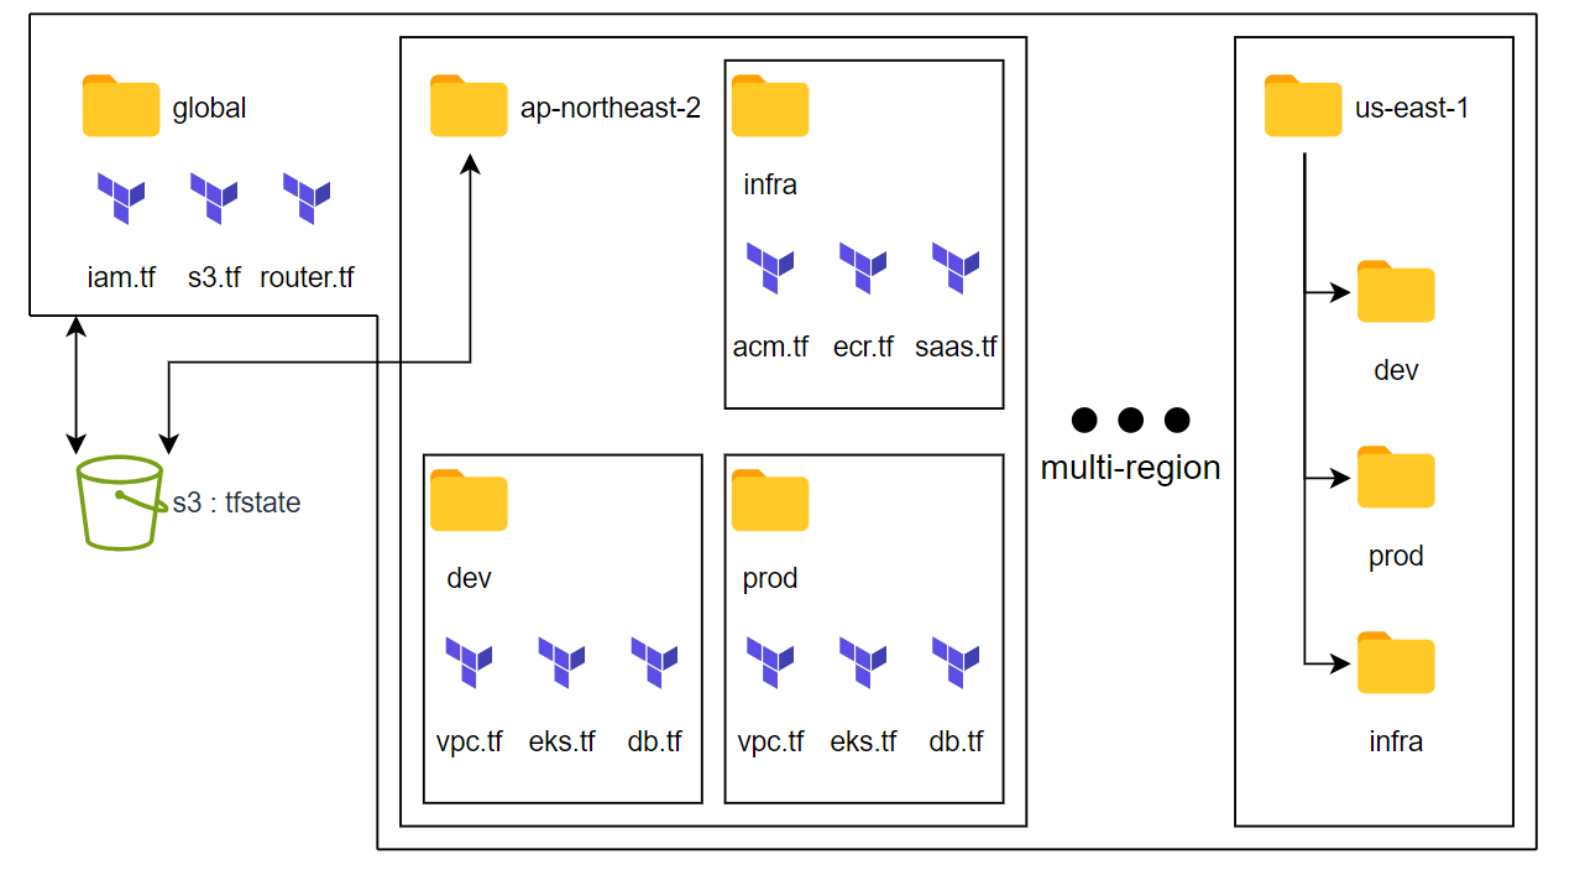 global
iam.tf s3.tf router.tf
s3 : tfstate
ap-northeast-2
infra
acm.tf ecr.tf saas.tf
dev
vpc.tf eks.tf db.tf
prod
vpc.tf eks.tf db.tf
multi-region
us-east-1
dev
prod
infra